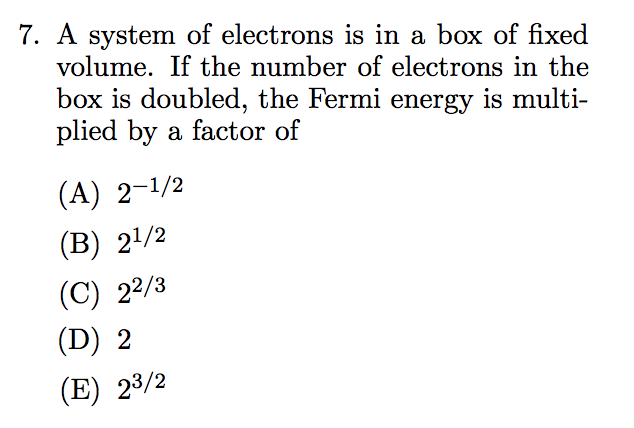 7. A system of electrons is in a box of fixed
volume. If the number of electrons in the
box is doubled, the Fermi energy is multi-
plied by a factor of
(A) 2^{-1/2}
(B) 2^{1/2}
(C) 2^{2/3}
(D) 2
(E) 2^{3/2}